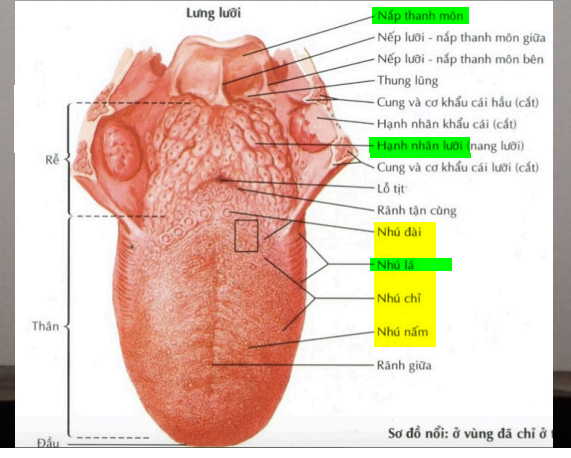 Lưng lưỡi
Nắp thanh môn
Nếp lưỡi - nắp thanh môn giữa
Nếp lưỡi - nắp thanh môn bên
Thung lũng
Cung và cơ khẩu cái hầu (cắt)
Hạnh nhân khẩu cái (cắt)
Hạnh nhân lưỡi (nang lưỡi)
Cung và cơ khẩu cái lưỡi (cắt)
Lỗ tịt
Rãnh tận cùng
Nhú đài
Nhú lá
Nhú chỉ
Nhú nấm
Rãnh giữa
Rễ
Thân
Đầu
Sơ đồ nổi: ở vùng đã chỉ ở